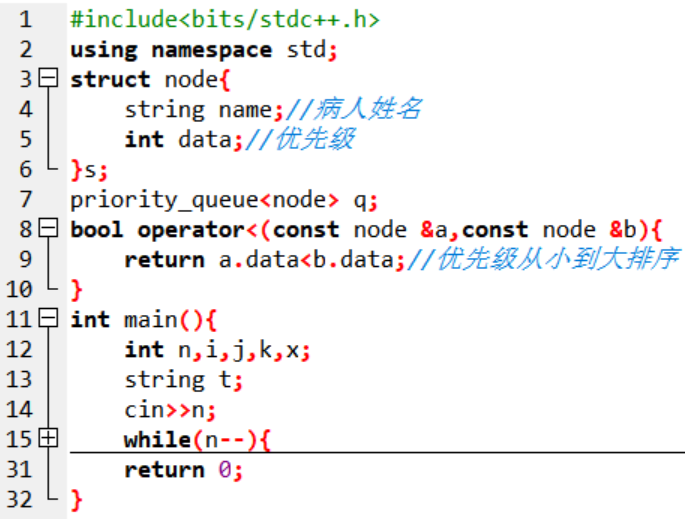 1 #include<bits/stdc++.h>
2 using namespace std;
3 struct node{
4 string name;//病人姓名
5 int data;//优先级
6 }s;
7 priority_queue<node> q;
8 bool operator<(const node &a,const node &b){
9 return a.data<b.data;//优先级从小到大排序
10 }
11 int main(){
12 int n,i,j,k,x;
13 string t;
14 cin>>n;
15 while(n--){
31 return 0;
32 }